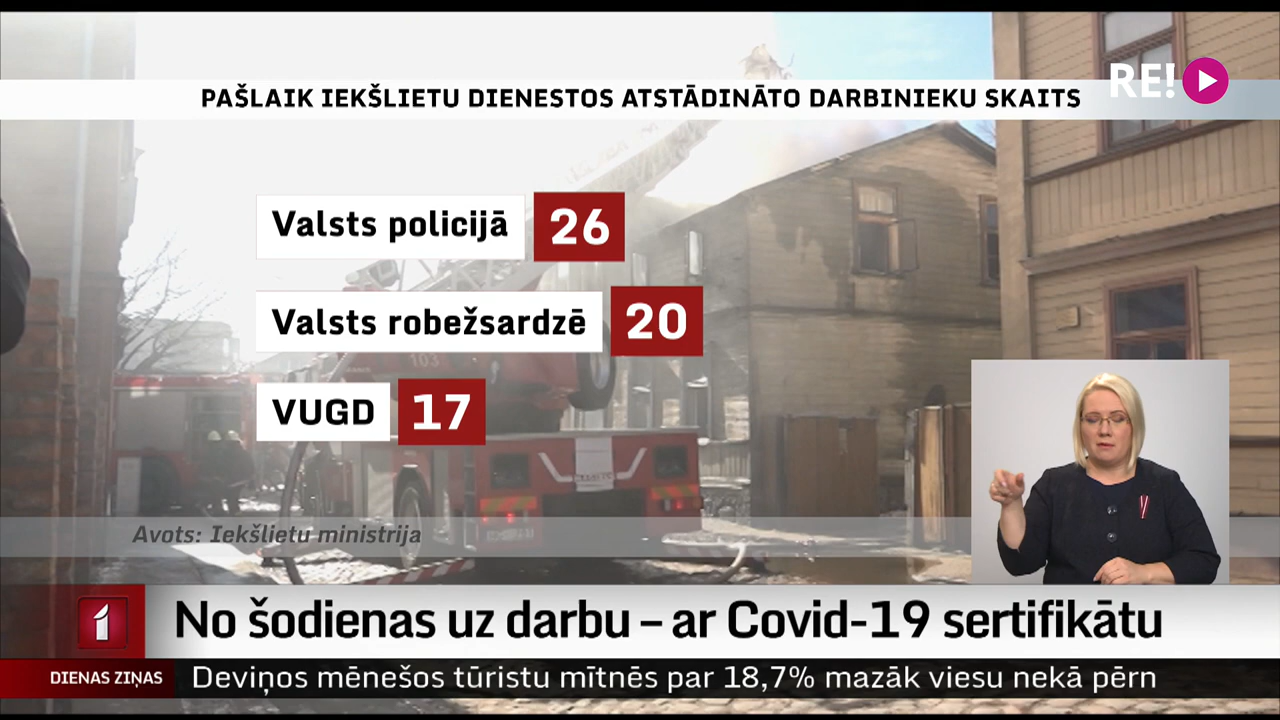 PAŠLAIK IEKŠLIETU DIENESTOS ATSTĀDINĀTO DARBINIEKU SKAITS
RE!
Valsts policijā 26
Valsts robežsardzē 20
103
VUGD 17
Avots: Iekšlietu ministrija
1
No šodienas uz darbu – ar Covid-19 sertifikātu
DIENAS ZIŅAS
Deviņos mēnešos tūristu mītnēs par 18,7% mazāk viesu nekā pērn